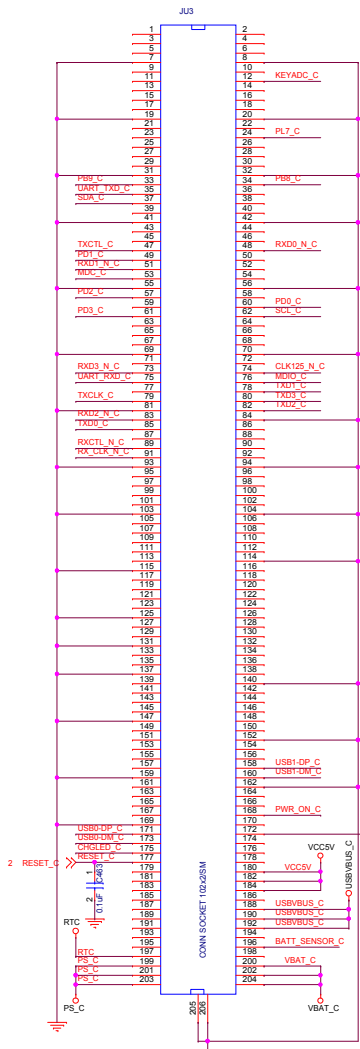 JU3
1 2
3 4
5 6
7 8
9 10
11 12 KEYADC_C
13 14
15 16
17 18
19 20
21 22
23 24 PL7_C
25 26
27 28
29 30
31 32
PB9_C 33 34 PB8_C
UART_TXD_C 35 36
SDA_C 37 38
39 40
41 42
43 44
45 46
TXCTL_C 47 48 RXD0_N_C
PD1_C 49 50
RXD1_N_C 51 52
MDC_C 53 54
55 56
PD2_C 57 58
59 60 PD0_C
PD3_C 61 62 SCL_C
63 64
65 66
67 68
69 70
71 72
RXD3_N_C 73 74 CLK125_N_C
UART_RXD_C 75 76 MDIO_C
77 78 TXD1_C
TXCLK_C 79 80 TXD3_C
81 82 TXD2_C
RXD2_N_C 83 84
TXD0_C 85 86
87 88
RXCTL_N_C 89 90
RX_CLK_N_C 91 92
93 94
95 96
97 98
99 100
101 102
103 104
105 106
107 108
109 110
111 112
113 114
115 116
117 118
119 120
121 122
123 124
125 126
127 128
129 130
131 132
133 134
135 136
137 138
139 140
141 142
143 144
145 146
147 148
149 150
151 152
153 154
155 156
157 158 USB1-DP_C
159 160 USB1-DM_C
161 162
163 164
165 166
167 168 PWR_ON_C
169 170
USB0-DP_C 171 172
USB0-DM_C 173 174
CHGLED_C 175 176 VCC5V
2 RESET_C RESET_C 177 178
179 180 VCC5V
181 182
183 184
185 186
187 188 USBVBUS_C
189 190 USBVBUS_C
191 192 USBVBUS_C
193 194
195 196 BATT_SENSOR_C
RTC 197 198
PS_C 199 200 VBAT_C
PS_C 201 202
PS_C 203 204
1
C463
0.1uF
2
RTC
PS_C
USBVBUS_C
VBAT_C
CONN SOCKET 102x2/SM
205
206